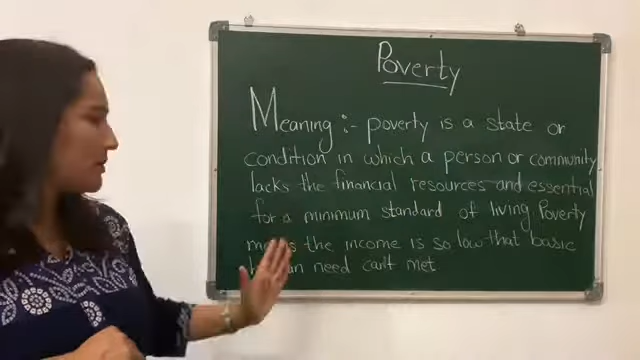 Poverty
Meaning :- poverty is a state or
condition in which a person or community
lacks the financial resources and essential
for a minimum standard of living Poverty
the income is so low that basic
need can't met